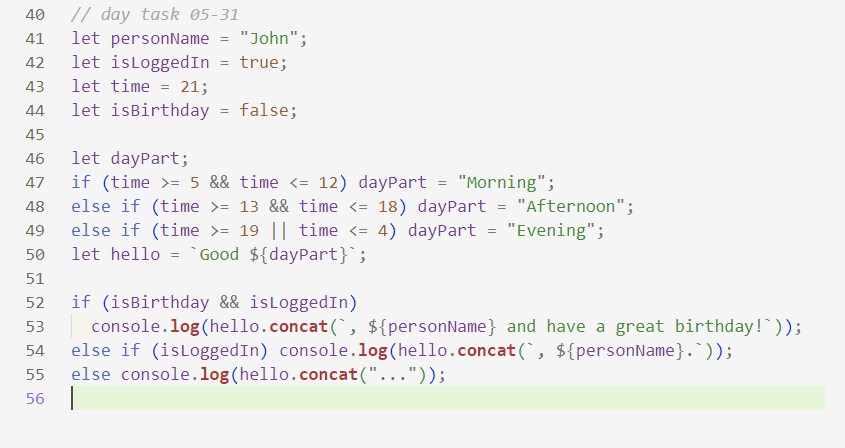 40 // day task 05-31
41 let personName = "John";
42 let isLoggedIn = true;
43 let time = 21;
44 let isBirthday = false;
45
46 let dayPart;
47 if (time >= 5 && time <= 12) dayPart = "Morning";
48 else if (time >= 13 && time <= 18) dayPart = "Afternoon";
49 else if (time >= 19 || time <= 4) dayPart = "Evening";
50 let hello = `Good ${dayPart}`;
51
52 if (isBirthday && isLoggedIn)
53   console.log(hello.concat(`, ${personName} and have a great birthday!`));
54 else if (isLoggedIn) console.log(hello.concat(`, ${personName}.`));
55 else console.log(hello.concat("..."));
56